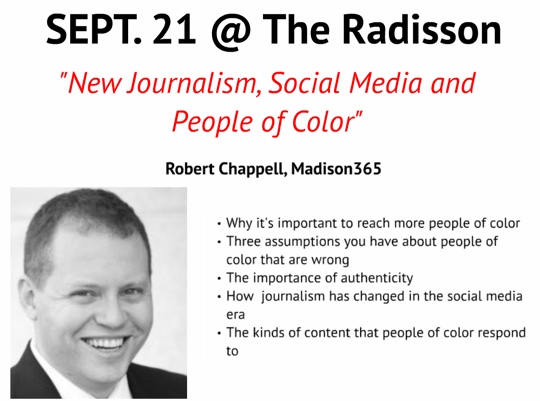 SEPT. 21 @ The Radisson
"New Journalism, Social Media and
People of Color"
Robert Chappell, Madison365
• Why it's important to reach more people of color
• Three assumptions you have about people of
color that are wrong
• The importance of authenticity
• How  journalism has changed in the social media
era
• The kinds of content that people of color respond
to